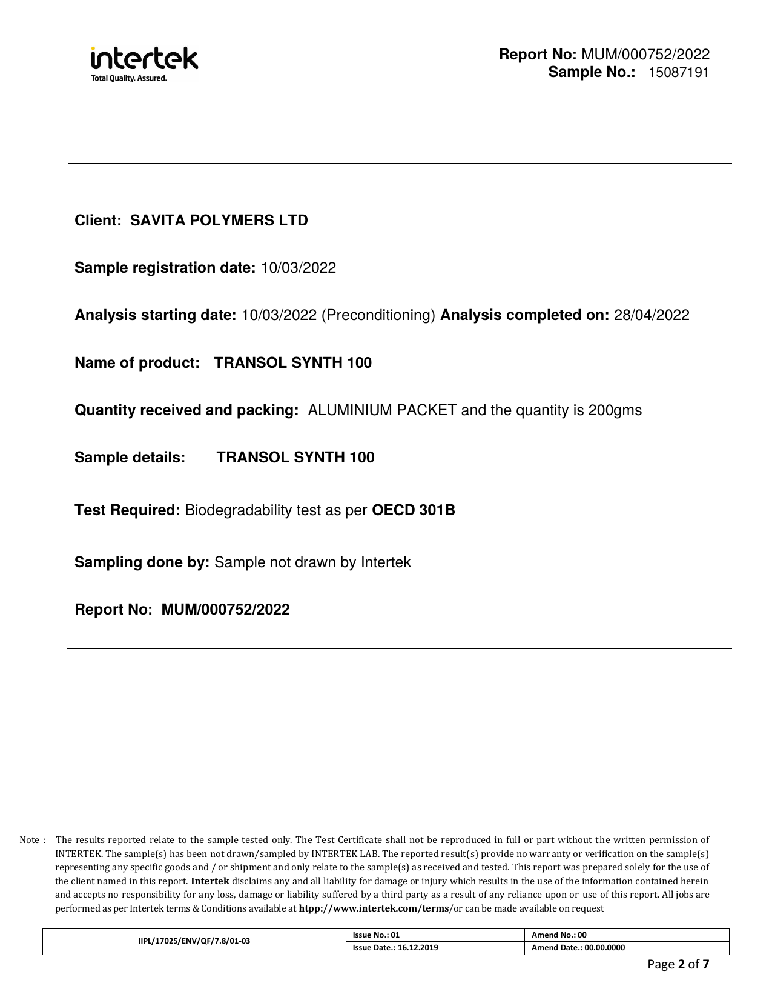 intertek
Total Quality. Assured.
Report No: MUM/000752/2022
Sample No.: 15087191
Client: SAVITA POLYMERS LTD
Sample registration date: 10/03/2022
Analysis starting date: 10/03/2022 (Preconditioning) Analysis completed on: 28/04/2022
Name of product: TRANSOL SYNTH 100
Quantity received and packing: ALUMINIUM PACKET and the quantity is 200gms
Sample details: TRANSOL SYNTH 100
Test Required: Biodegradability test as per OECD 301B
Sampling done by: Sample not drawn by Intertek
Report No: MUM/000752/2022
Note : The results reported relate to the sample tested only. The Test Certificate shall not be reproduced in full or part without the written permission of
INTERTEK. The sample(s) has been not drawn/sampled by INTERTEK LAB. The reported result(s) provide no warranty or verification on the sample(s)
representing any specific goods and / or shipment and only relate to the sample(s) as received and tested. This report was prepared solely for the use of
the client named in this report. Intertek disclaims any and all liability for damage or injury which results in the use of the information contained herein
and accepts no responsibility for any loss, damage or liability suffered by a third party as a result of any reliance upon or use of this report. All jobs are
performed as per Intertek terms & Conditions available at htpp://www.intertek.com/terms/or can be made available on request
IIPL/17025/ENV/QF/7.8/01-03
Issue No.: 01
Amend No.: 00
Issue Date.: 16.12.2019
Amend Date.: 00.00.0000
Page 2 of 7